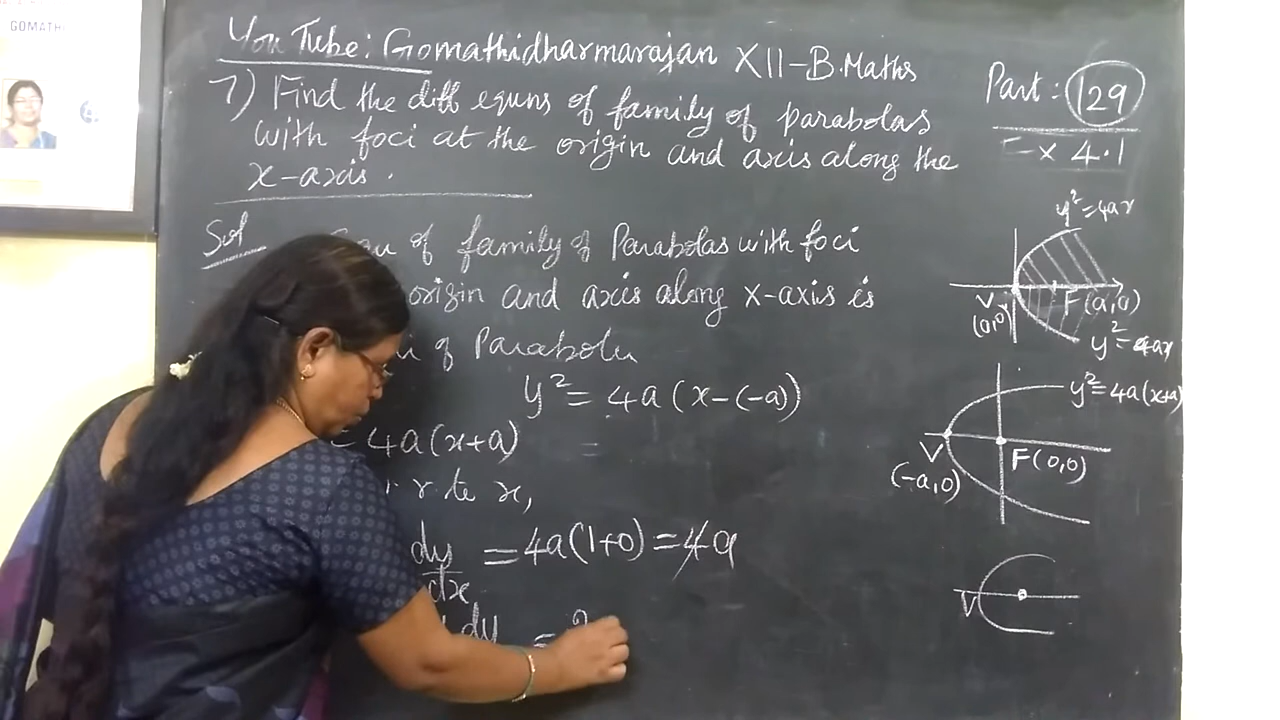 GOMATHI
You Tube: Gomathidharmarajan XII-B.Maths
Part: 129
Ex 4.1
7) Find the diff equns of family of parabolas
with foci at the origin and axis along the
x-axis.
Sol
of family of Parabolas with foci
origin and axis along x-axis is
of Parabola
y² = 4a(x-(-a))
= 4a(x+a) =
r. to x,
dy/dx = 4a(1+0) = 4a
dy =
y²=4ax
V (0,0) F(a,0)
y²=4ax
y²=4a(x+a)
V F(0,0)
(-a,0)
V